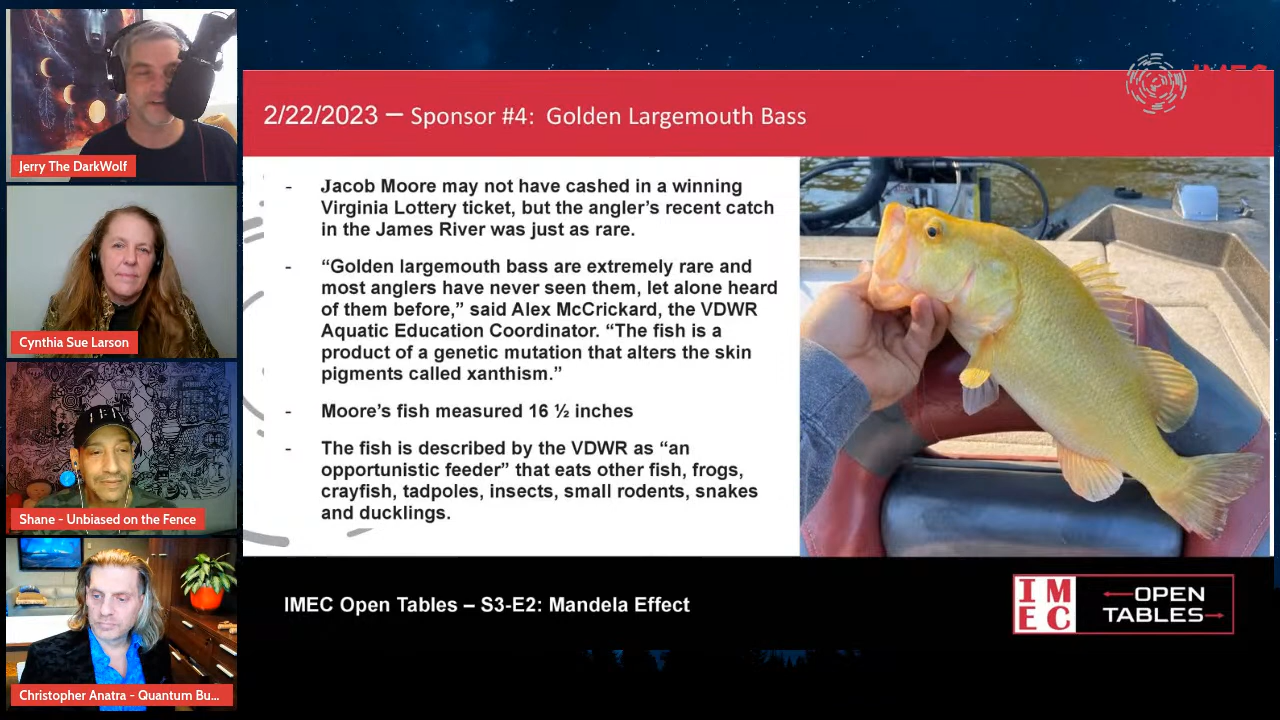 Jerry The DarkWolf
Cynthia Sue Larson
Shane - Unbiased on the Fence
Christopher Anatra - Quantum Bu...
2/22/2023 – Sponsor #4: Golden Largemouth Bass
- Jacob Moore may not have cashed in a winning
Virginia Lottery ticket, but the angler's recent catch
in the James River was just as rare.
- “Golden largemouth bass are extremely rare and
most anglers have never seen them, let alone heard
of them before,” said Alex McCrickard, the VDWR
Aquatic Education Coordinator. “The fish is a
product of a genetic mutation that alters the skin
pigments called xanthism.”
- Moore’s fish measured 16 ½ inches
- The fish is described by the VDWR as “an
opportunistic feeder” that eats other fish, frogs,
crayfish, tadpoles, insects, small rodents, snakes
and ducklings.
IMEC Open Tables – S3-E2: Mandela Effect
IM
EC
OPEN
TABLES